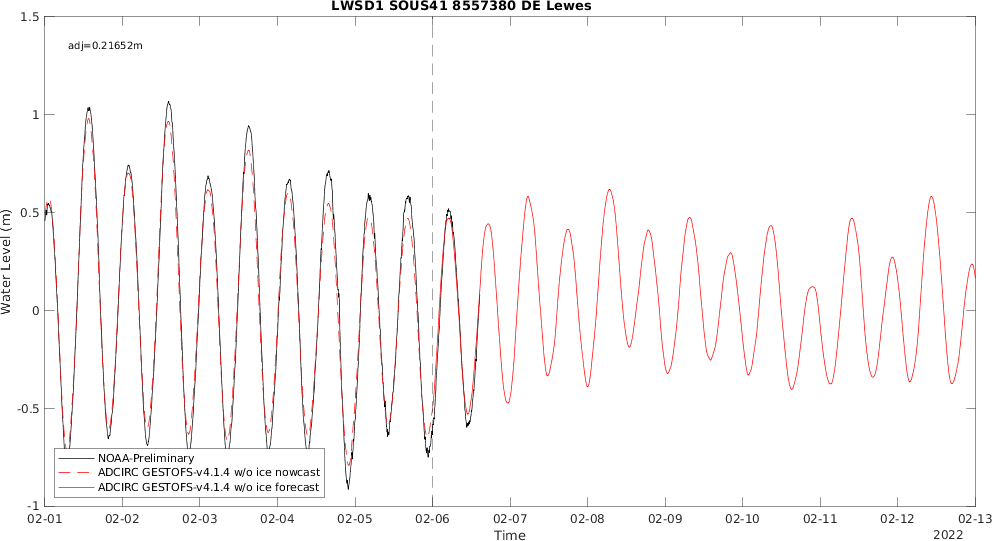 LWSD1 SOUS41 8557380 DE Lewes
adj=0.21652m
Water Level (m)
1.5
1
0.5
0
-0.5
-1
NOAA-Preliminary
ADCIRC GESTOFS-v4.1.4 w/o ice nowcast
ADCIRC GESTOFS-v4.1.4 w/o ice forecast
02-01 02-02 02-03 02-04 02-05 02-06 02-07 02-08 02-09 02-10 02-11 02-12 02-13
Time
2022